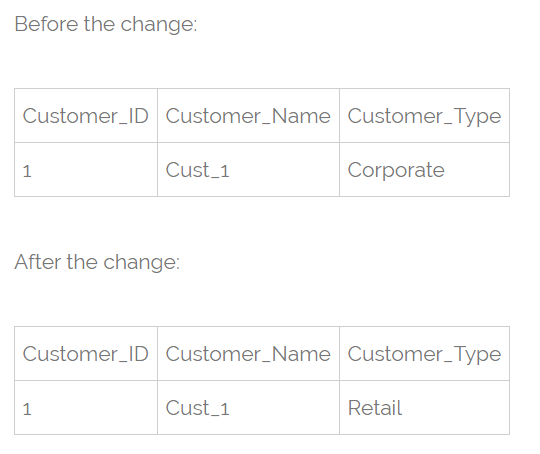 Before the change:
Customer_ID Customer_Name Customer_Type
1 Cust_1 Corporate
After the change:
Customer_ID Customer_Name Customer_Type
1 Cust_1 Retail